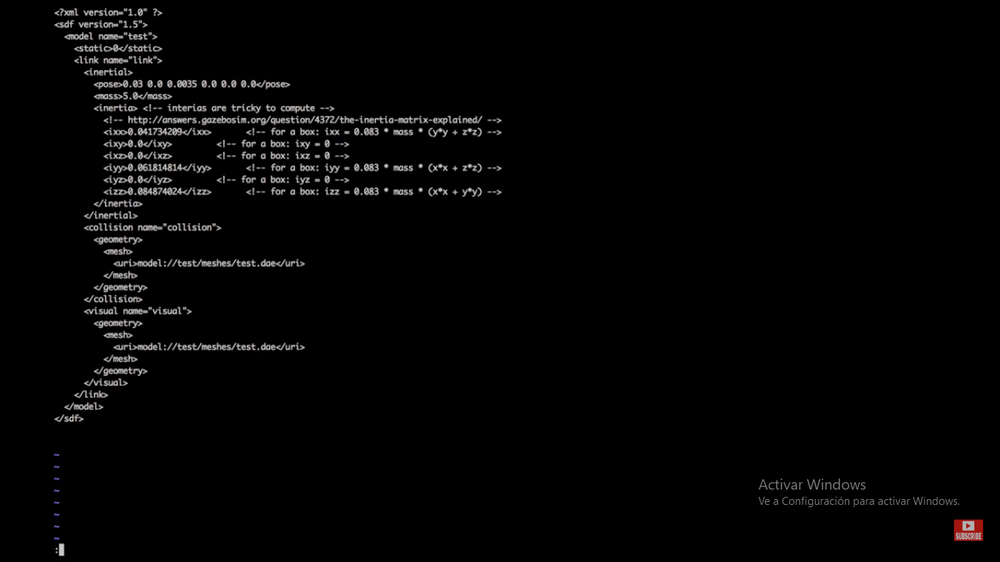 <?xml version="1.0" ?>
<sdf version="1.5">
  <model name="test">
    <static>0</static>
    <link name="link">
      <inertial>
        <pose>0.03 0.0 0.0035 0.0 0.0 0.0</pose>
        <mass>5.0</mass>
        <inertia> <!-- interias are tricky to compute -->
          <!-- http://answers.gazebosim.org/question/4372/the-inertia-matrix-explained/ -->
          <ixx>0.041734209</ixx>       <!-- for a box: ixx = 0.083 * mass * (y*y + z*z) -->
          <ixy>0.0</ixy>         <!-- for a box: ixy = 0 -->
          <ixz>0.0</ixz>         <!-- for a box: ixz = 0 -->
          <iyy>0.061814814</iyy>       <!-- for a box: iyy = 0.083 * mass * (x*x + z*z) -->
          <iyz>0.0</iyz>         <!-- for a box: iyz = 0 -->
          <izz>0.084874024</izz>       <!-- for a box: izz = 0.083 * mass * (x*x + y*y) -->
        </inertia>
      </inertial>
      <collision name="collision">
        <geometry>
          <mesh>
            <uri>model://test/meshes/test.dae</uri>
          </mesh>
        </geometry>
      </collision>
      <visual name="visual">
        <geometry>
          <mesh>
            <uri>model://test/meshes/test.dae</uri>
          </mesh>
        </geometry>
      </visual>
    </link>
  </model>
</sdf>
~
~
~
~
~
~
~
~
:
Activar Windows
Ve a Configuración para activar Windows.
SUBSCRIBE